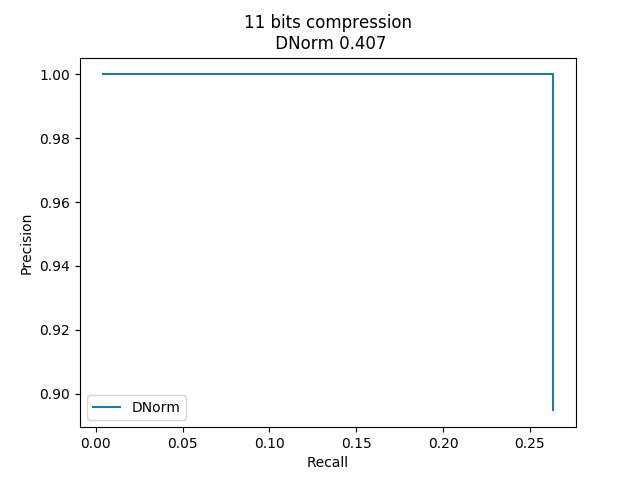 11 bits compression
DNorm 0.407
Precision
1.00
0.98
0.96
0.94
0.92
0.90
DNorm
0.00 0.05 0.10 0.15 0.20 0.25
Recall